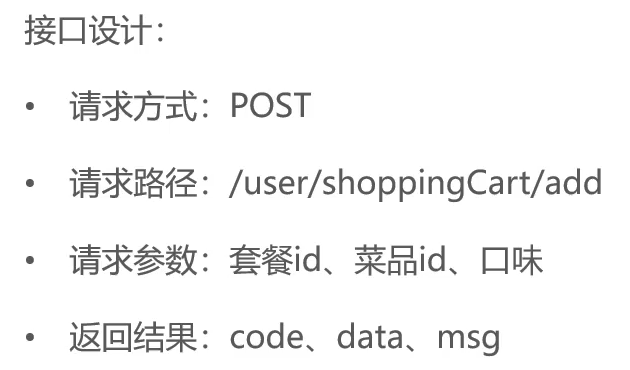 接口设计：
• 请求方式：POST
• 请求路径：/user/shoppingCart/add
• 请求参数：套餐id、菜品id、口味
• 返回结果：code、data、msg